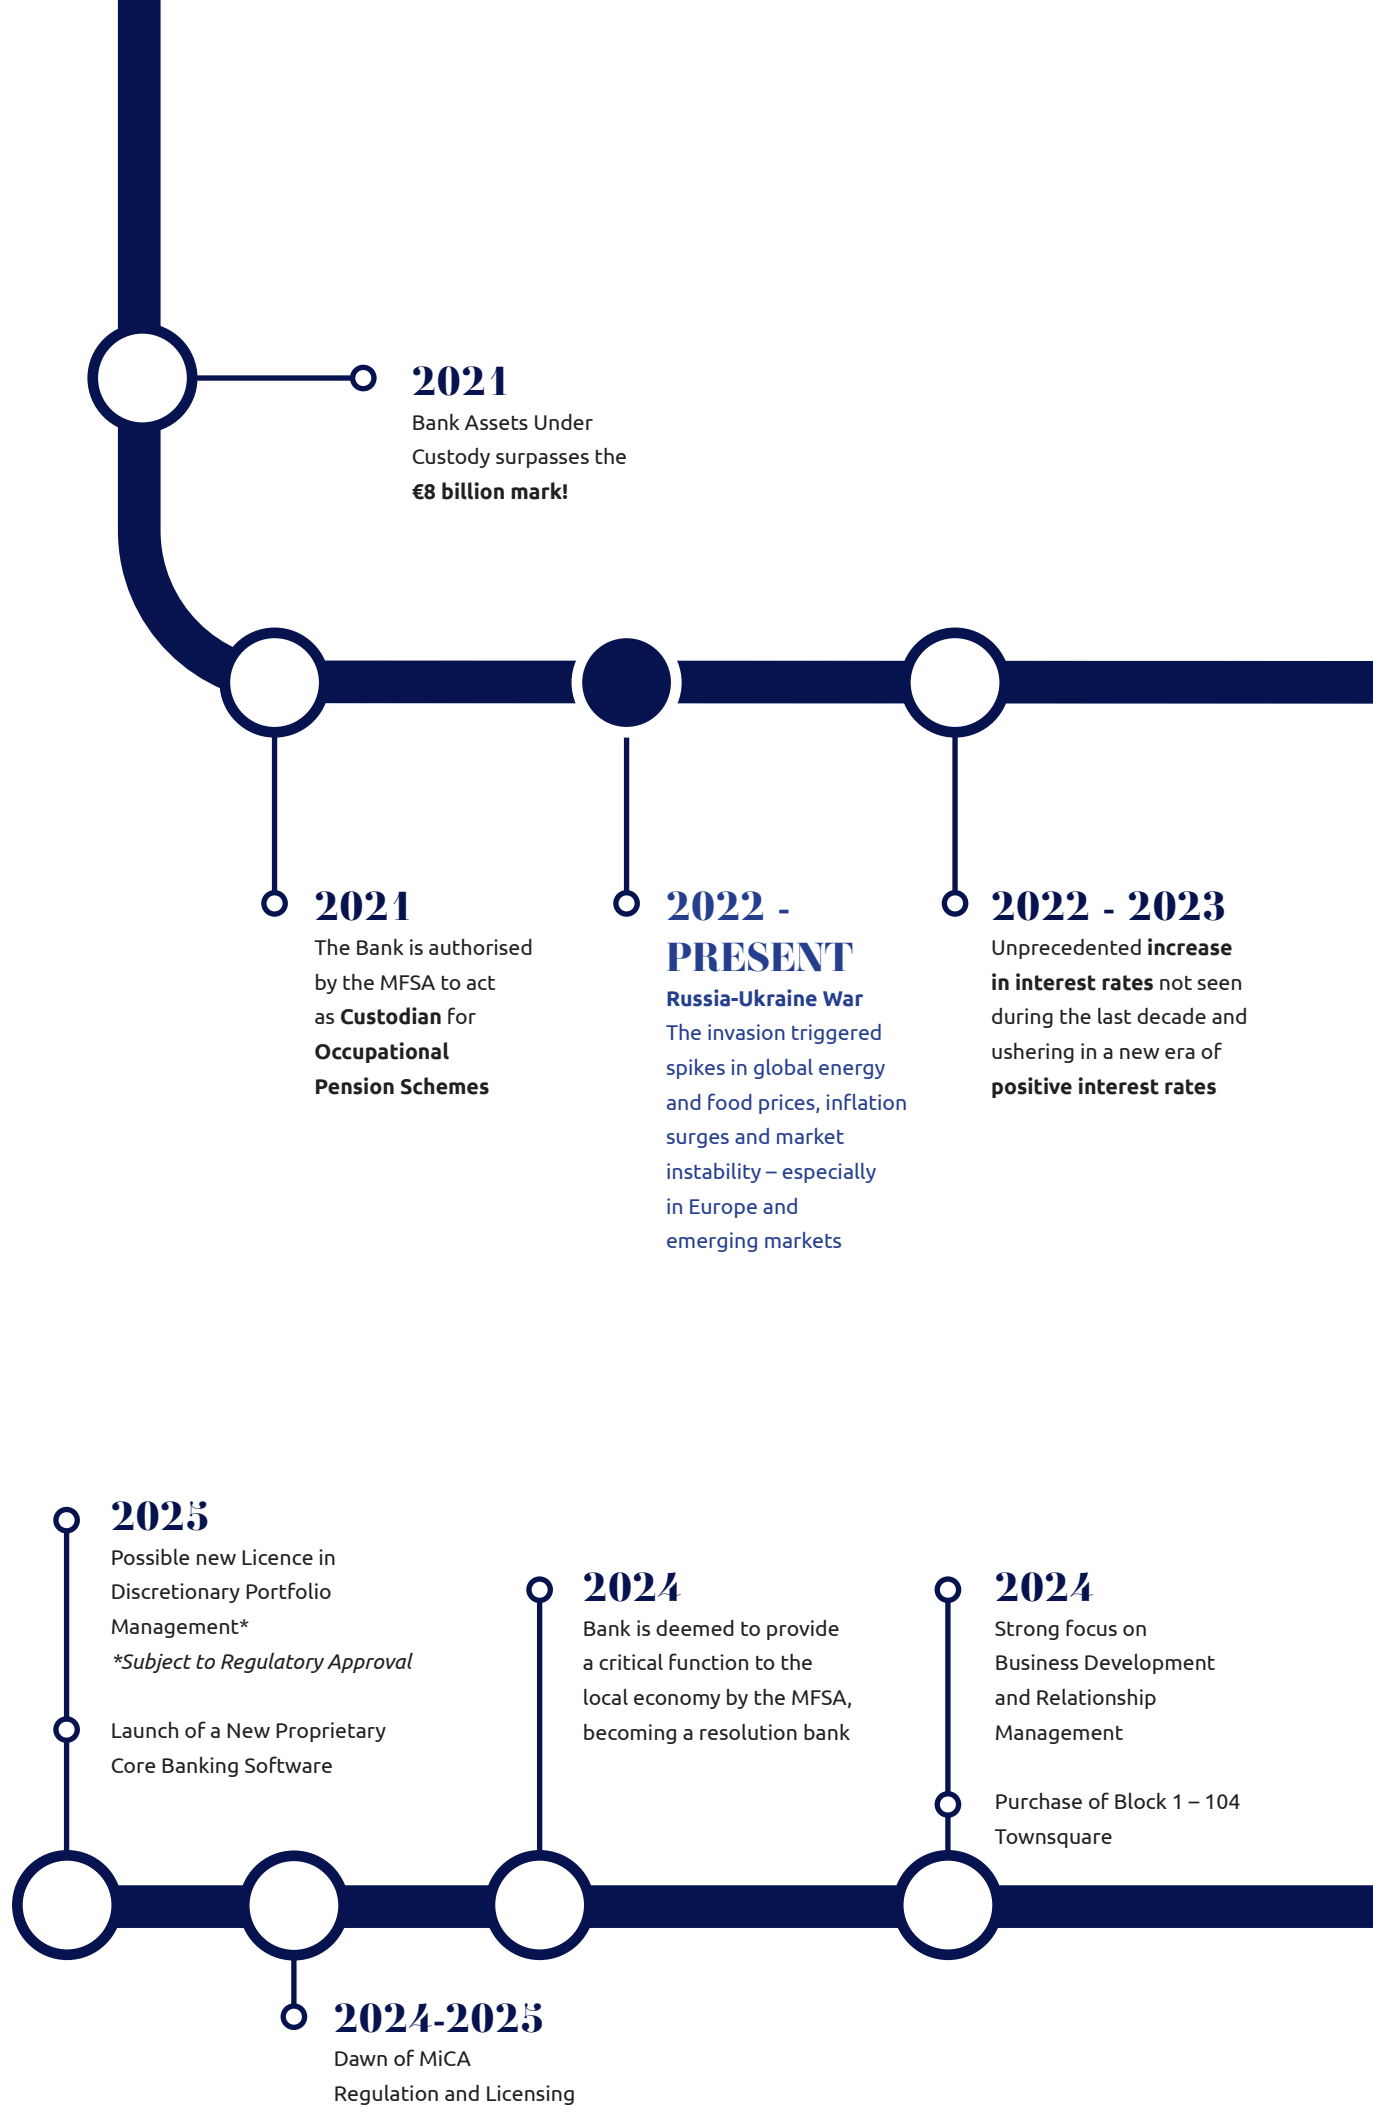 2021
Bank Assets Under
Custody surpasses the
€8 billion mark!
2021
The Bank is authorised
by the MFSA to act
as Custodian for
Occupational
Pension Schemes
2022 -
PRESENT
Russia-Ukraine War
The invasion triggered
spikes in global energy
and food prices, inflation
surges and market
instability – especially
in Europe and
emerging markets
2022 - 2023
Unprecedented increase
in interest rates not seen
during the last decade and
ushering in a new era of
positive interest rates
2025
Possible new Licence in
Discretionary Portfolio
Management*
*Subject to Regulatory Approval
Launch of a New Proprietary
Core Banking Software
2024
Bank is deemed to provide
a critical function to the
local economy by the MFSA,
becoming a resolution bank
2024
Strong focus on
Business Development
and Relationship
Management
Purchase of Block 1 – 104
Townsquare
2024-2025
Dawn of MiCA
Regulation and Licensing